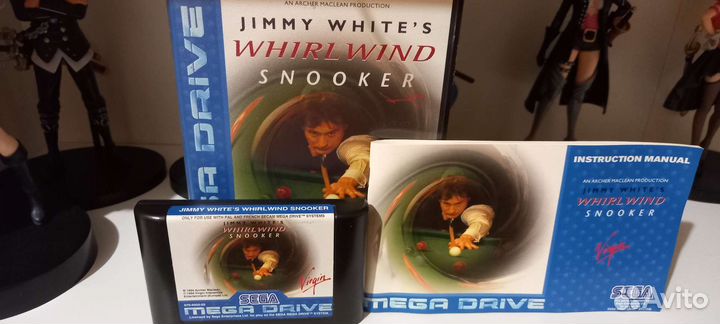 AN ARCHER MACLEAN PRODUCTION
JIMMY WHITE'S
WHIRLWIND
SNOOKER
GA DRIVE
JIMMY WHITE'S WHIRLWIND SNOOKER
ONLY FOR USE WITH PAL AND FRENCH SECAM MEGA DRIVE™ SYSTEMS
JIMMY WHITE'S
WHIRLWIND
SNOOKER
Virgin
SEGA
MEGA DRIVE
INSTRUCTION MANUAL
AN ARCHER MACLEAN PRODUCTION
JIMMY WHITE'S
WHIRLWIND
SNOOKER
Virgin
SEGA
MEGA DRIVE
Avito